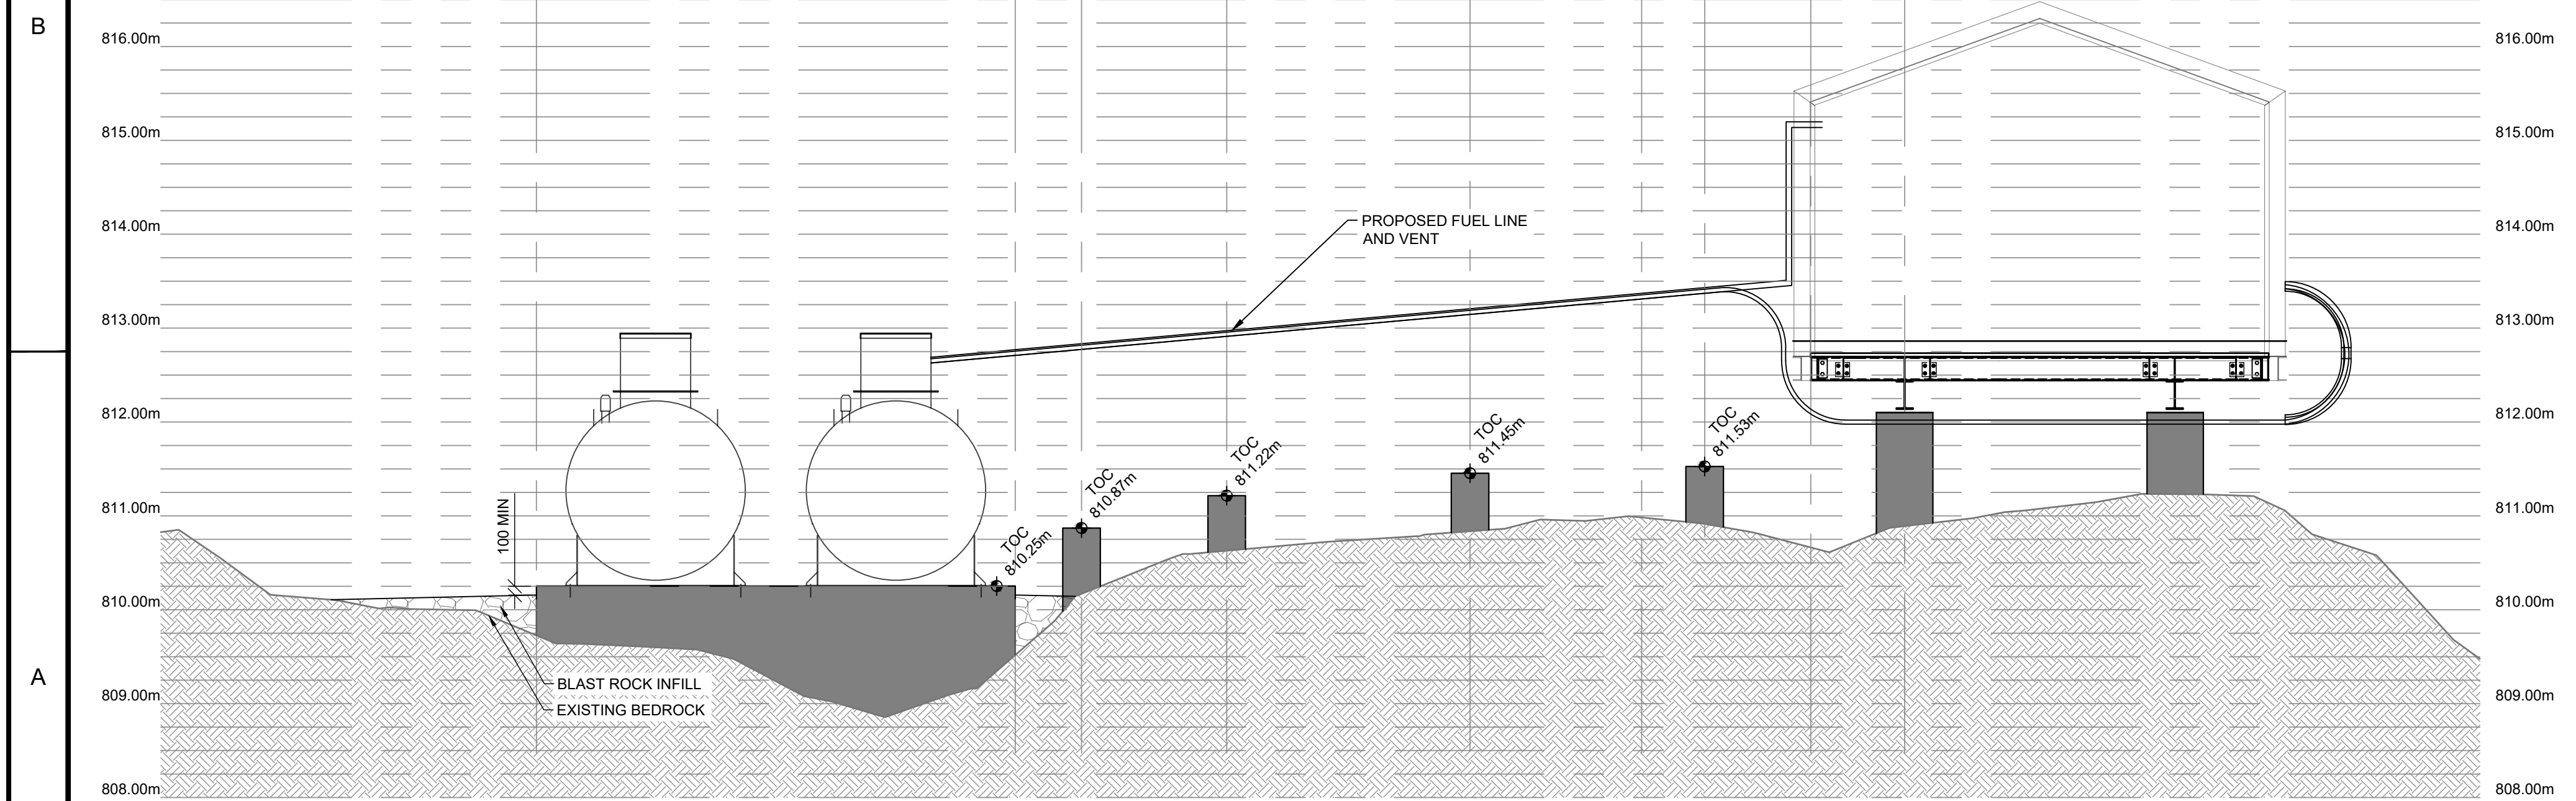 B
816.00m
816.00m
815.00m
815.00m
814.00m
814.00m
PROPOSED FUEL LINE
AND VENT
813.00m
813.00m
812.00m
812.00m
TOC
811.53m
TOC
811.45m
TOC
811.22m
TOC
810.87m
811.00m
811.00m
100 MIN
TOC
810.25m
810.00m
810.00m
A
BLAST ROCK INFILL
809.00m
809.00m
EXISTING BEDROCK
808.00m
808.00m